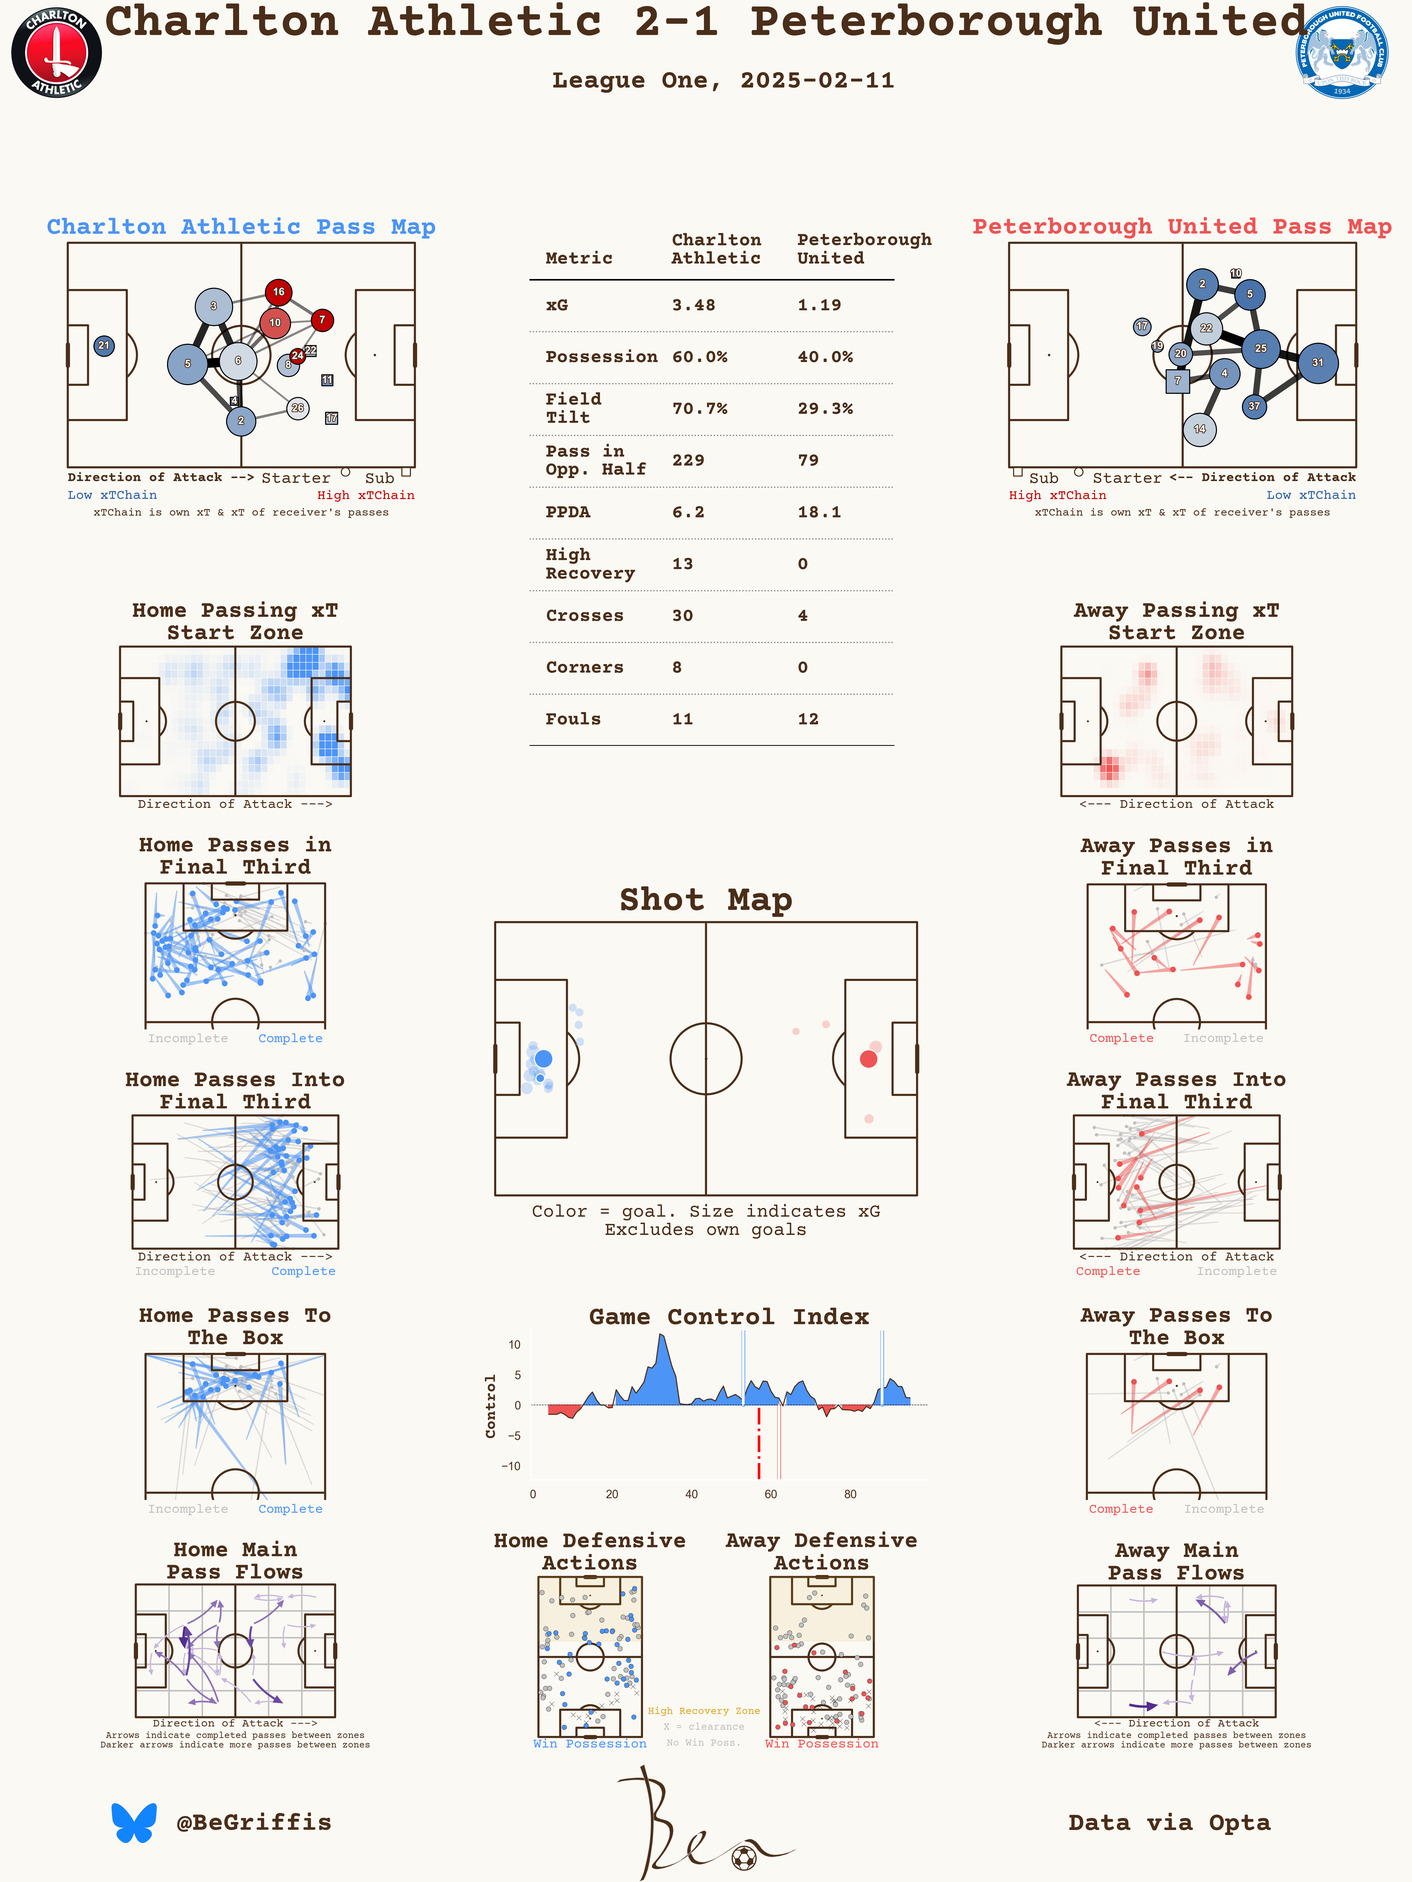 Charlton Athletic 2-1 Peterborough United
League One, 2025-02-11
CHARLTON
ATHLETIC
PETERBOROUGH UNITED FOOTBALL CLUB
1934
Charlton Athletic Pass Map
3
16
10
7
21
5
6
24
22
8
11
4
26
17
2
Direction of Attack --> Starter Sub
Low xTChain High xTChain
xTChain is own xT & xT of receiver's passes
Metric Charlton Athletic Peterborough United
xG 3.48 1.19
Possession 60.0% 40.0%
Field Tilt 70.7% 29.3%
Pass in Opp. Half 229 79
PPDA 6.2 18.1
High Recovery 13 0
Crosses 30 4
Corners 8 0
Fouls 11 12
Peterborough United Pass Map
10
2
5
17
22
19
20
25
31
7
4
37
14
Sub Starter <-- Direction of Attack
High xTChain Low xTChain
xTChain is own xT & xT of receiver's passes
Home Passing xT
Start Zone
Direction of Attack --->
Away Passing xT
Start Zone
<--- Direction of Attack
Home Passes in
Final Third
Incomplete Complete
Shot Map
Color = goal. Size indicates xG
Excludes own goals
Away Passes in
Final Third
Complete Incomplete
Home Passes Into
Final Third
Direction of Attack --->
Incomplete Complete
Away Passes Into
Final Third
<--- Direction of Attack
Complete Incomplete
Home Passes To
The Box
Incomplete Complete
Game Control Index
Control
10
5
0
−5
−10
0 20 40 60 80
Away Passes To
The Box
Complete Incomplete
Home Main
Pass Flows
Direction of Attack --->
Arrows indicate completed passes between zones
Darker arrows indicate more passes between zones
Home Defensive
Actions
Win Possession
High Recovery Zone
X = clearance
No Win Poss.
Away Defensive
Actions
Win Possession
Away Main
Pass Flows
<--- Direction of Attack
Arrows indicate completed passes between zones
Darker arrows indicate more passes between zones
@BeGriffis
Ben
Data via Opta